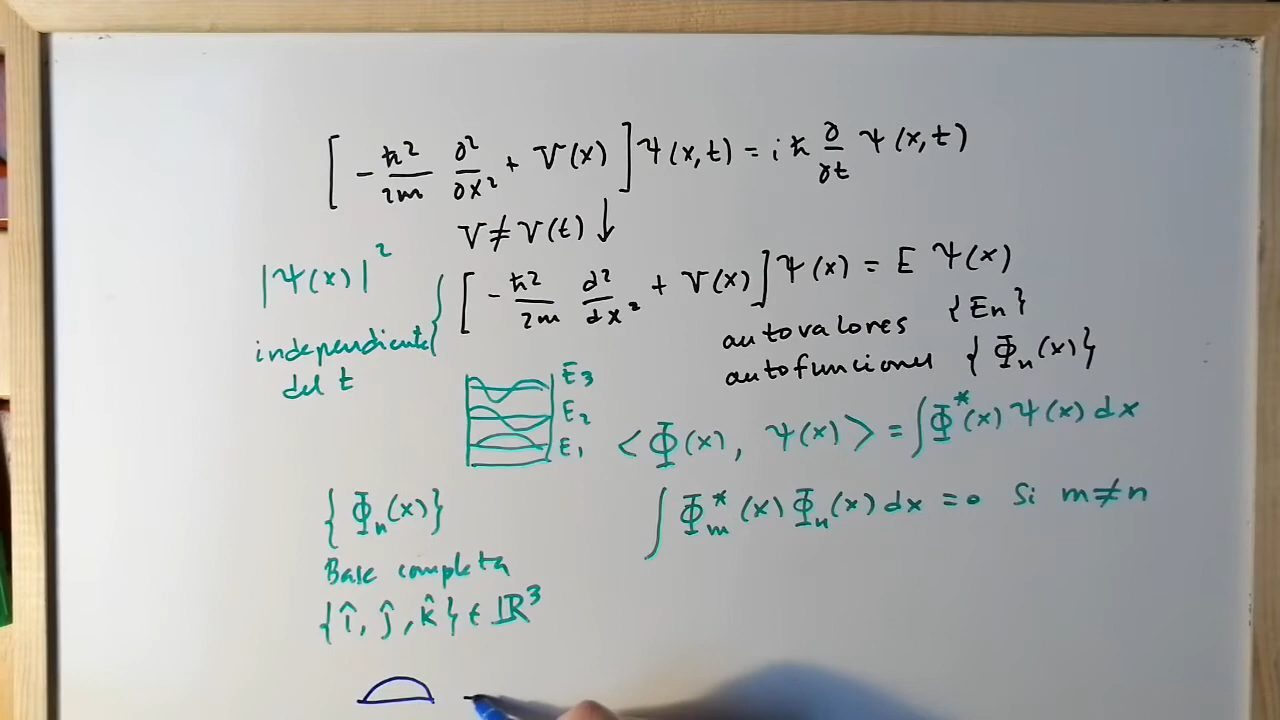 [ -ħ²/2m ∂²/∂x² + V(x) ] Ψ(x,t) = i ħ ∂/∂t Ψ(x,t)
V ≠ V(t) ↓
|Ψ(x)|² { [ -ħ²/2m d²/dx² + V(x) ] Ψ(x) = E Ψ(x)
independiente
del t
autovalores {En}
autofunciones {Φn(x)}
E3
E2
E1
< Φ(x), Ψ(x) > = ∫ Φ*(x) Ψ(x) dx
{Φn(x)}
∫ Φm*(x) Φn(x) dx = 0 Si m ≠ n
Base completa
{î, ĵ, k̂} ∈ ℝ³